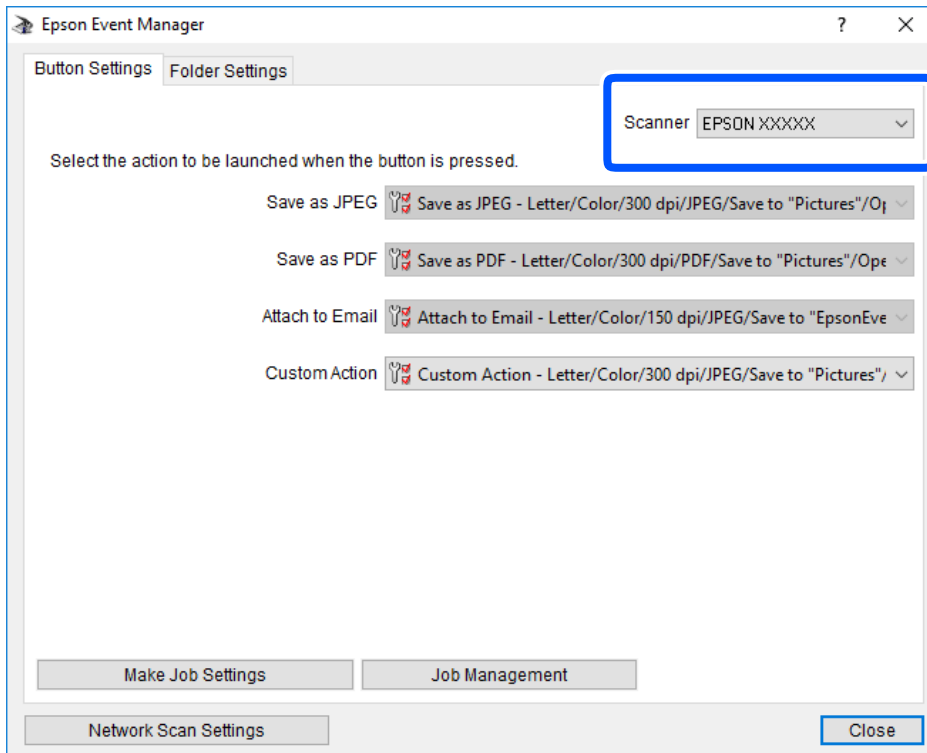 Epson Event Manager
Button Settings Folder Settings
Scanner EPSON XXXXX
Select the action to be launched when the button is pressed.
Save as JPEG Save as JPEG - Letter/Color/300 dpi/JPEG/Save to "Pictures"/Op
Save as PDF Save as PDF - Letter/Color/300 dpi/PDF/Save to "Pictures"/Ope
Attach to Email Attach to Email - Letter/Color/150 dpi/JPEG/Save to "EpsonEve
Custom Action Custom Action - Letter/Color/300 dpi/JPEG/Save to "Pictures"/
Make Job Settings Job Management
Network Scan Settings Close